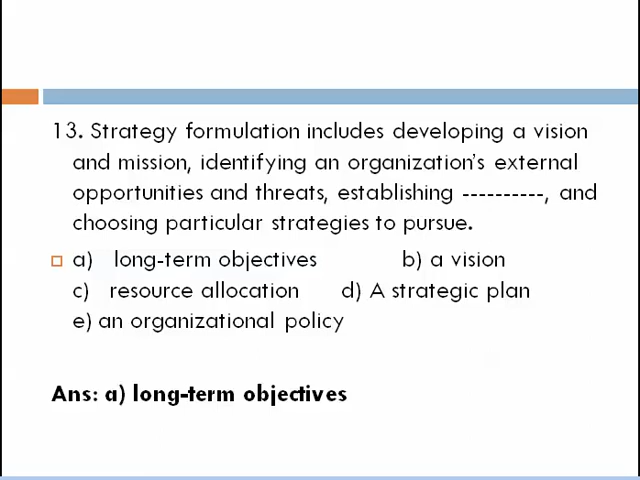 13. Strategy formulation includes developing a vision
and mission, identifying an organization's external
opportunities and threats, establishing ----------, and
choosing particular strategies to pursue.
a) long-term objectives b) a vision
c) resource allocation d) A strategic plan
e) an organizational policy
Ans: a) long-term objectives